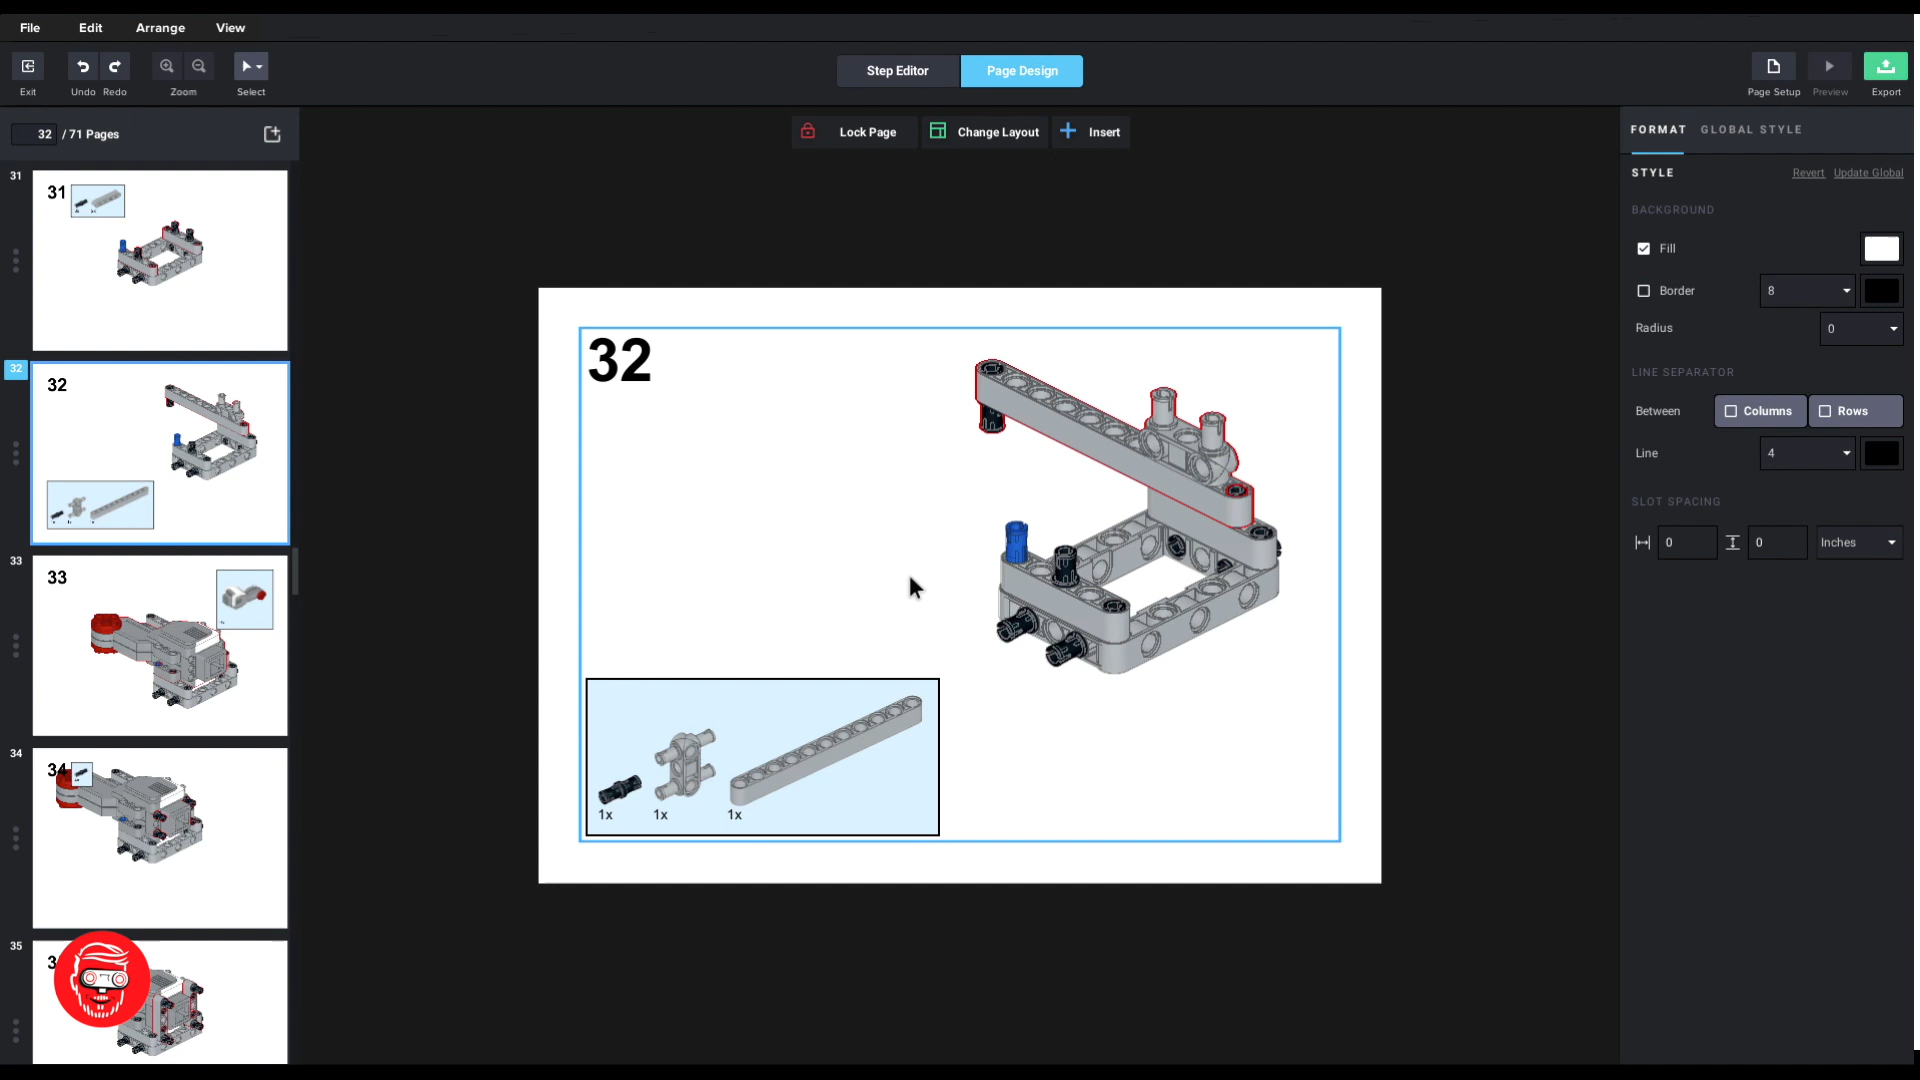 File Edit Arrange View
Exit Undo Redo Zoom Select
Step Editor Page Design
Page Setup Preview Export
32 / 71 Pages
Lock Page Change Layout Insert
FORMAT GLOBAL STYLE
STYLE Revert Update Global
BACKGROUND
Fill
Border 8
Radius 0
LINE SEPARATOR
Between Columns Rows
Line 4
SLOT SPACING
0 0 Inches
31
31
32
32
33
33
34
34
35
32
1x 1x 1x